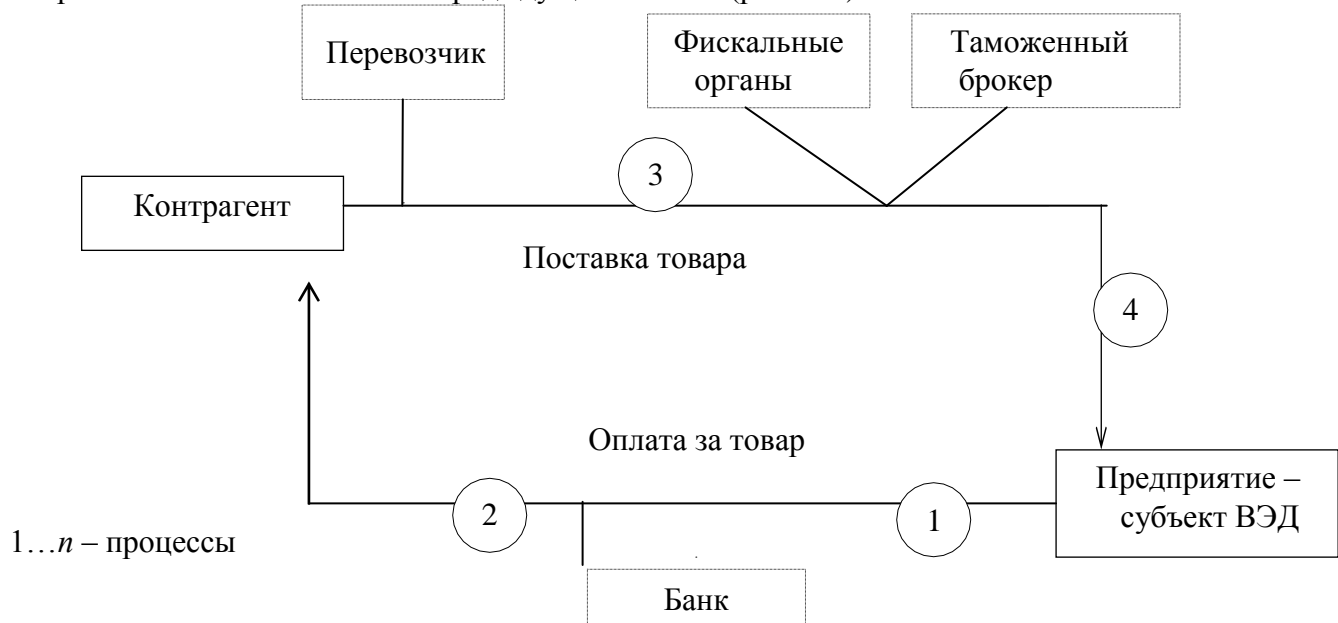 Перевозчик
Фискальные
органы
Таможенный
брокер
3
Контрагент
Поставка товара
4
Оплата за товар
Предприятие –
субъект ВЭД
2
1
1…n – процессы
Банк